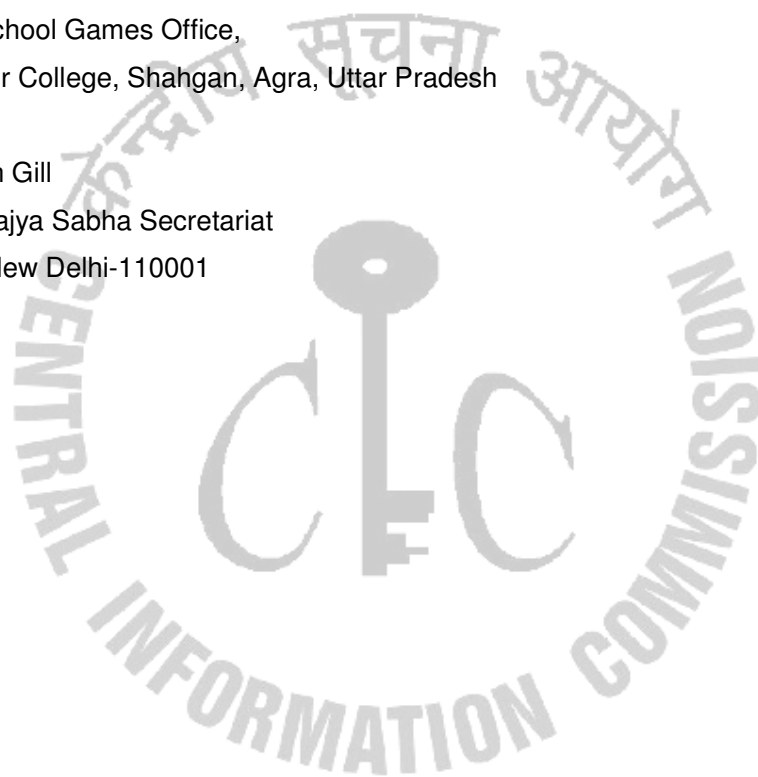 chool Games Office,
r College, Shahgan, Agra, Uttar Pradesh
n Gill
ajya Sabha Secretariat
New Delhi-110001
केन्द्रीय सूचना आयोग
CIC
CENTRAL INFORMATION COMMISSION